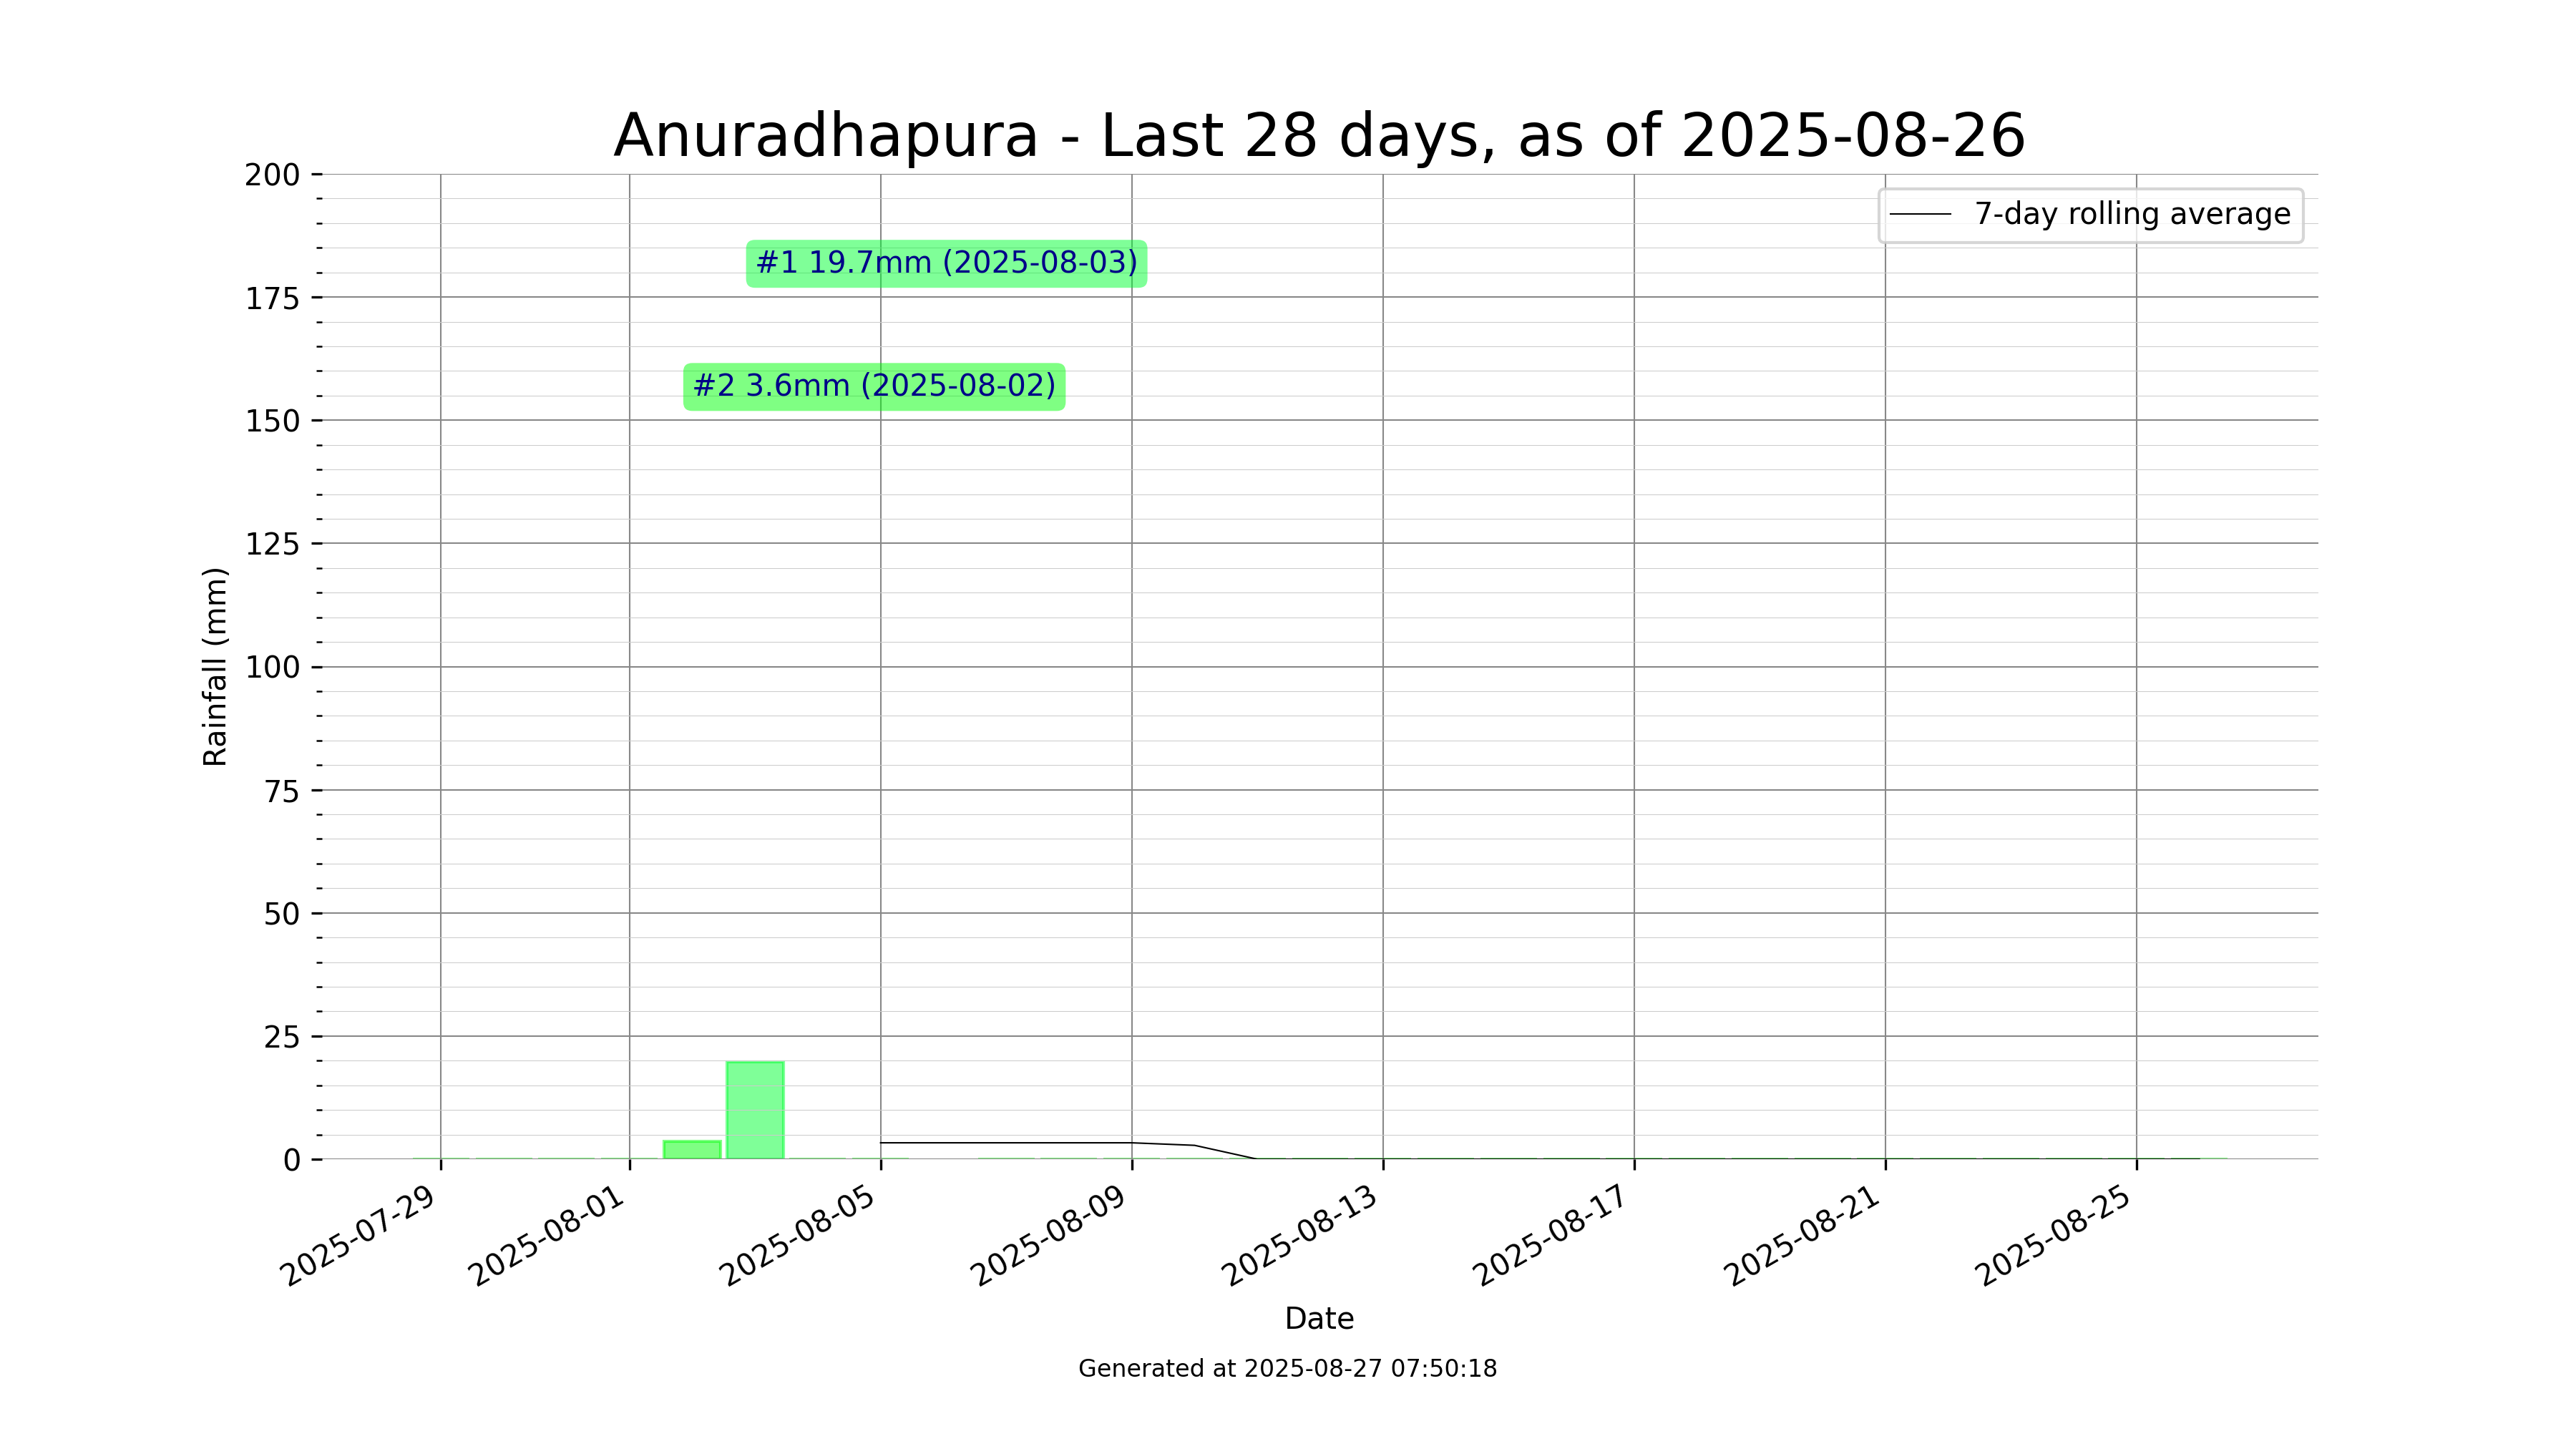 Anuradhapura - Last 28 days, as of 2025-08-26
7-day rolling average
#1 19.7mm (2025-08-03)
#2 3.6mm (2025-08-02)
200
175
150
125
100
75
50
25
0
Rainfall (mm)
2025-07-29
2025-08-01
2025-08-05
2025-08-09
2025-08-13
2025-08-17
2025-08-21
2025-08-25
Date
Generated at 2025-08-27 07:50:18